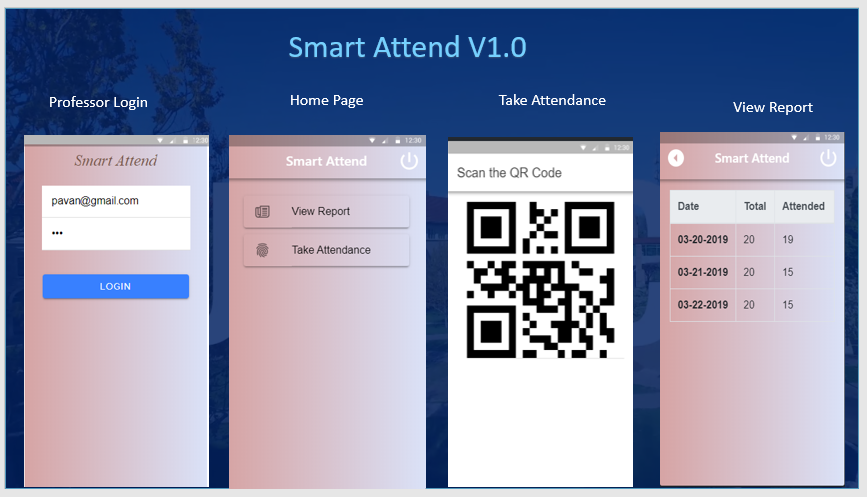 Smart Attend V1.0
Professor Login
Home Page
Take Attendance
View Report
12:30
Smart Attend
pavan@gmail.com
•••
LOGIN
12:30
Smart Attend
View Report
Take Attendance
12:30
Scan the QR Code
12:30
Smart Attend
Date Total Attended
03-20-2019 20 19
03-21-2019 20 15
03-22-2019 20 15